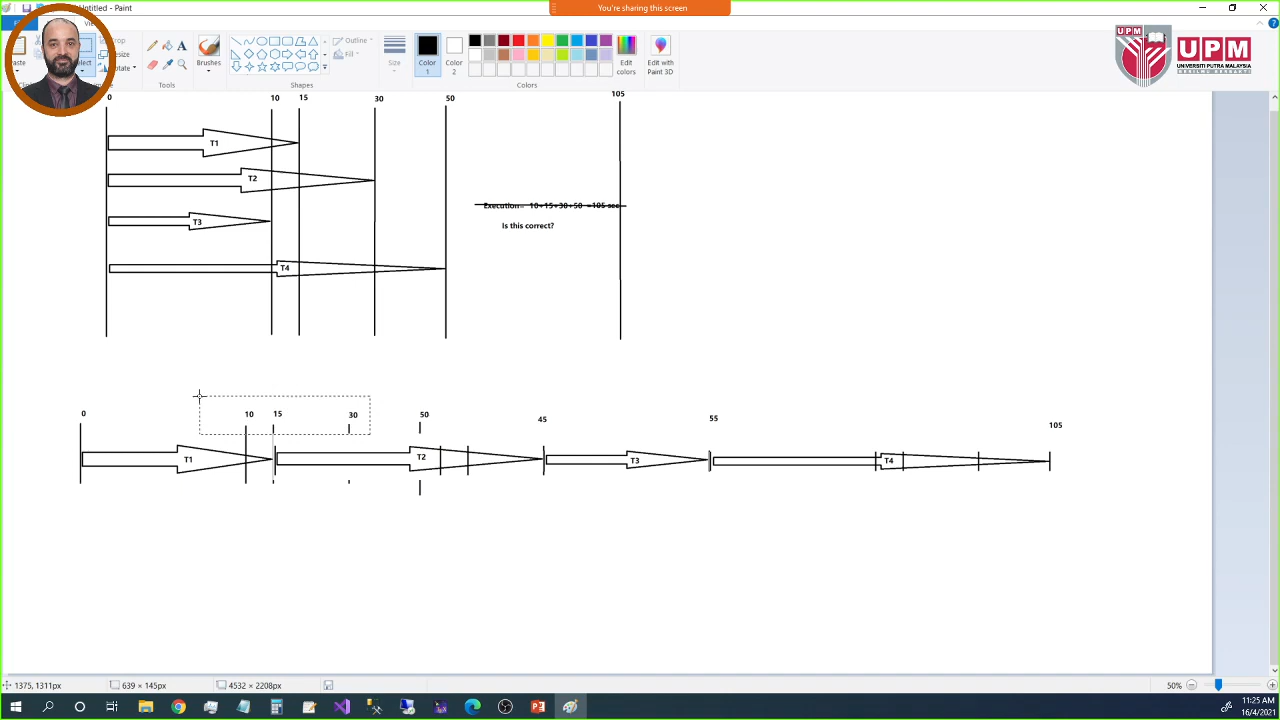 You're sharing this screen
Untitled - Paint
Outline
Fill
Brushes
Size
Color
1
Color
2
Edit
colors
Edit with
Paint 3D
Tools
Shapes
Colors
UPM
UNIVERSITI PUTRA MALAYSIA
0
10
15
30
50
105
T1
T2
T3
T4
Execution= 10+15+30+50 =105 sec
Is this correct?
0
10
15
30
50
45
55
105
T1
T2
T3
T4
1375, 1311px
639 × 145px
4532 × 2208px
50%
11:25 AM
16/4/2021